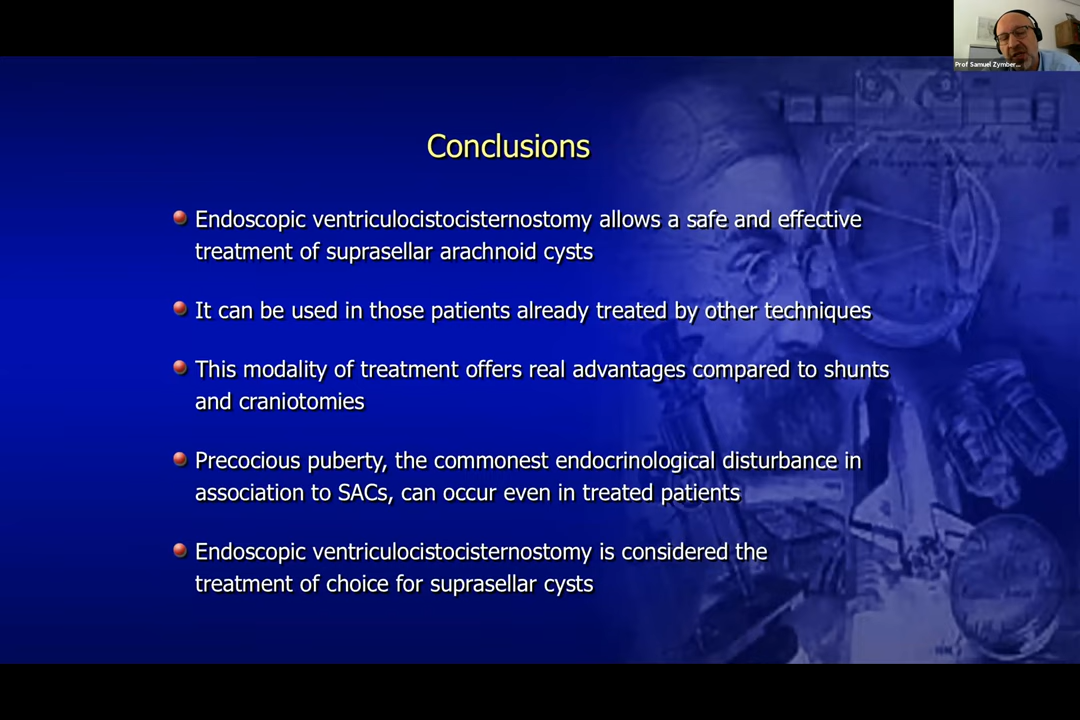 Prof Samuel Zymber...
Conclusions
Endoscopic ventriculocistocisternostomy allows a safe and effective
treatment of suprasellar arachnoid cysts
It can be used in those patients already treated by other techniques
This modality of treatment offers real advantages compared to shunts
and craniotomies
Precocious puberty, the commonest endocrinological disturbance in
association to SACs, can occur even in treated patients
Endoscopic ventriculocistocisternostomy is considered the
treatment of choice for suprasellar cysts